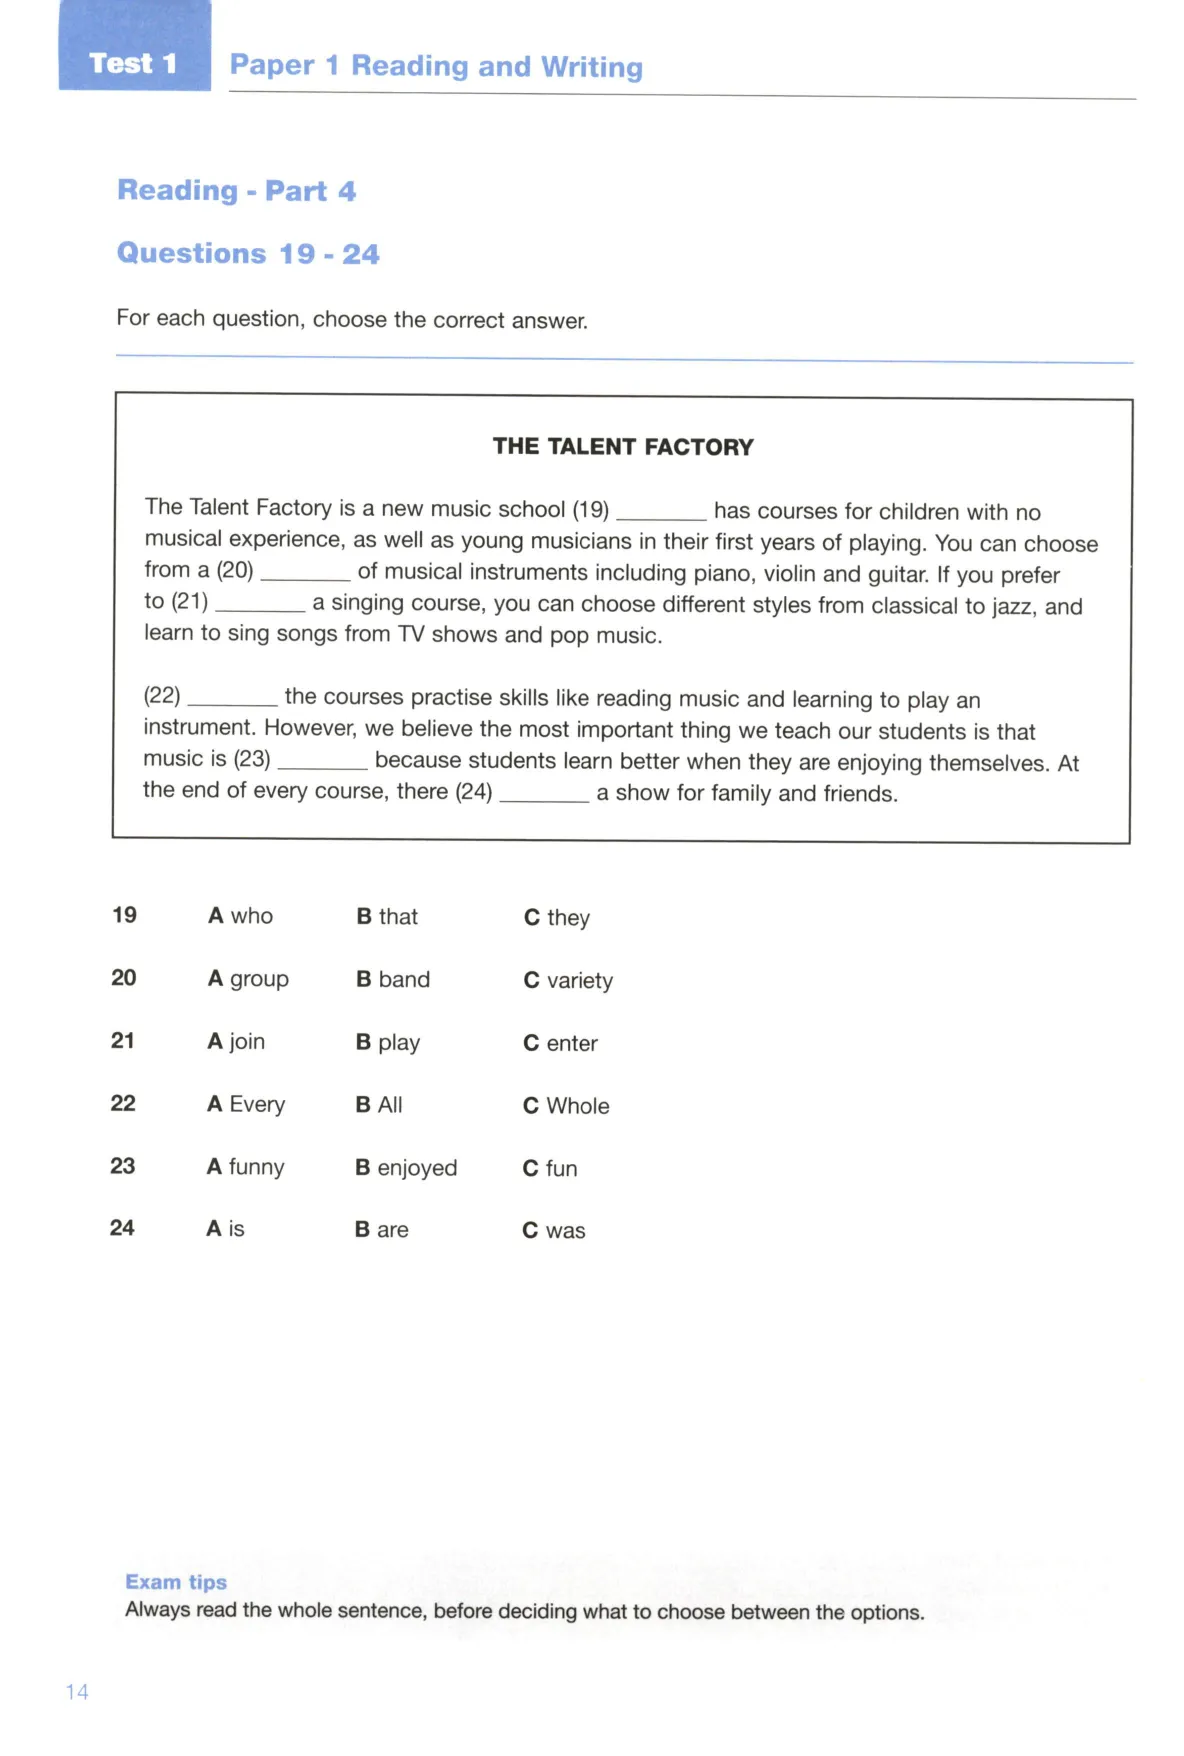 Test 1
Paper 1 Reading and Writing
Reading - Part 4
Questions 19 - 24
For each question, choose the correct answer.
THE TALENT FACTORY
The Talent Factory is a new music school (19) ________ has courses for children with no
musical experience, as well as young musicians in their first years of playing. You can choose
from a (20) ________ of musical instruments including piano, violin and guitar. If you prefer
to (21) ________ a singing course, you can choose different styles from classical to jazz, and
learn to sing songs from TV shows and pop music.
(22) ________ the courses practise skills like reading music and learning to play an
instrument. However, we believe the most important thing we teach our students is that
music is (23) ________ because students learn better when they are enjoying themselves. At
the end of every course, there (24) ________ a show for family and friends.
19 A who B that C they
20 A group B band C variety
21 A join B play C enter
22 A Every B All C Whole
23 A funny B enjoyed C fun
24 A is B are C was
Exam tips
Always read the whole sentence, before deciding what to choose between the options.
14